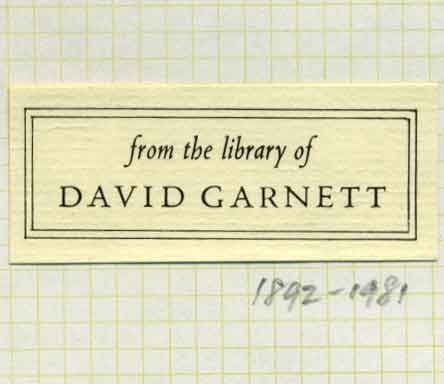 from the library of
DAVID GARNETT
1892-1981